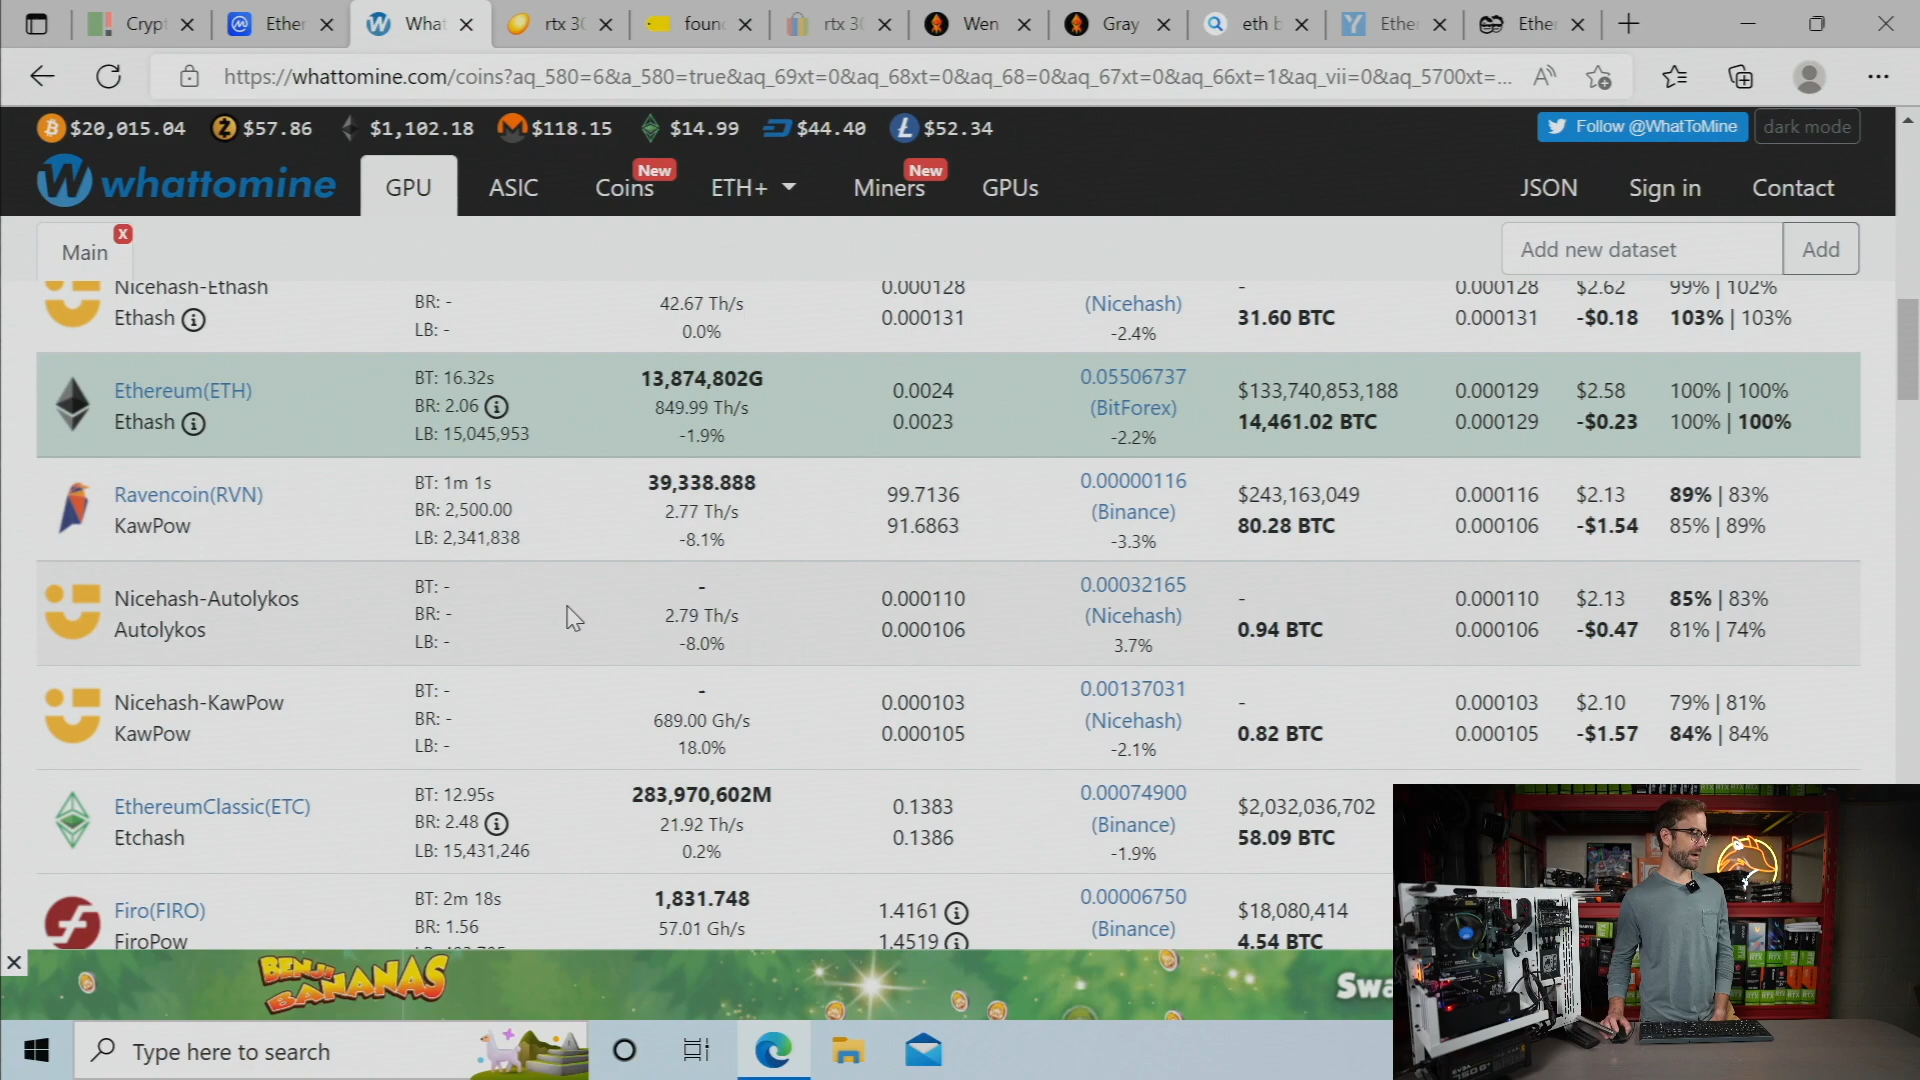 Crypt
Ether
What
rtx 30
foun
rtx 30
Wen
Gray
eth b
Ether
Ether
https://whattomine.com/coins?aq_580=6&a_580=true&aq_69xt=0&aq_68xt=0&aq_68=0&aq_67xt=0&aq_66xt=1&aq_vii=0&aq_5700xt=...
$20,015.04 $57.86 $1,102.18 $118.15 $14.99 $44.40 $52.34
Follow @WhatToMine
dark mode
whattomine
GPU
ASIC
Coins New
ETH+
Miners New
GPUs
JSON
Sign in
Contact
Main x
Add new dataset
Add
Nicehash-Ethash 0.000128 - 0.000128 $2.62 99% | 102%
BR: - 42.67 Th/s (Nicehash)
Ethash 0.000131 31.60 BTC 0.000131 -$0.18 103% | 103%
LB: - 0.0% -2.4%
BT: 16.32s 13,874,802G 0.05506737
Ethereum(ETH) 0.0024 $133,740,853,188 0.000129 $2.58 100% | 100%
BR: 2.06 849.99 Th/s (BitForex)
Ethash 0.0023 14,461.02 BTC 0.000129 -$0.23 100% | 100%
LB: 15,045,953 -1.9% -2.2%
BT: 1m 1s 39,338.888 0.00000116
Ravencoin(RVN) 99.7136 $243,163,049 0.000116 $2.13 89% | 83%
BR: 2,500.00 2.77 Th/s (Binance)
KawPow 91.6863 80.28 BTC 0.000106 -$1.54 85% | 89%
LB: 2,341,838 -8.1% -3.3%
BT: - - 0.00032165
Nicehash-Autolykos 0.000110 - 0.000110 $2.13 85% | 83%
BR: - 2.79 Th/s (Nicehash)
Autolykos 0.000106 0.94 BTC 0.000106 -$0.47 81% | 74%
LB: - -8.0% 3.7%
BT: - - 0.00137031
Nicehash-KawPow 0.000103 - 0.000103 $2.10 79% | 81%
BR: - 689.00 Gh/s (Nicehash)
KawPow 0.000105 0.82 BTC 0.000105 -$1.57 84% | 84%
LB: - 18.0% -2.1%
BT: 12.95s 283,970,602M 0.00074900
EthereumClassic(ETC) 0.1383 $2,032,036,702
BR: 2.48 21.92 Th/s (Binance)
Etchash 0.1386 58.09 BTC
LB: 15,431,246 0.2% -1.9%
BT: 2m 18s 1,831.748 0.00006750
Firo(FIRO) 1.4161 $18,080,414
BR: 1.56 57.01 Gh/s (Binance)
FiroPow 1.4519 4.54 BTC
BENJI
BANANAS
Swa
Type here to search